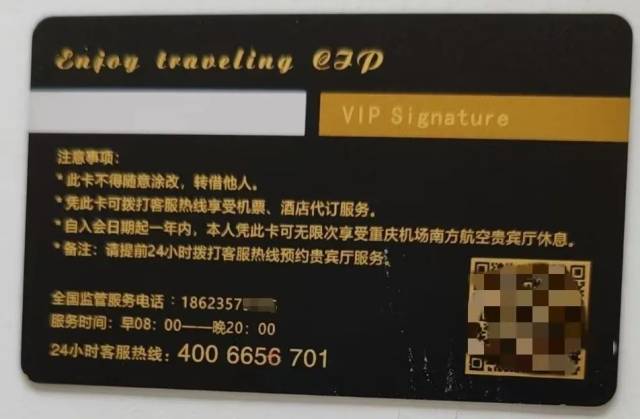 Enjoy traveling CIP
VIP Signature
注意事项：
*此卡不得随意涂改，转借他人。
*凭此卡可拨打客服热线享受机票、酒店代订服务。
*自入会日期起一年内，本人凭此卡可无限次享受重庆机场南方航空贵宾厅休息。
*备注：请提前24小时拨打客服热线预约贵宾厅服务
全国监管服务电话：1862357
服务时间：早08：00——晚20：00
24小时客服热线：400 6656 701